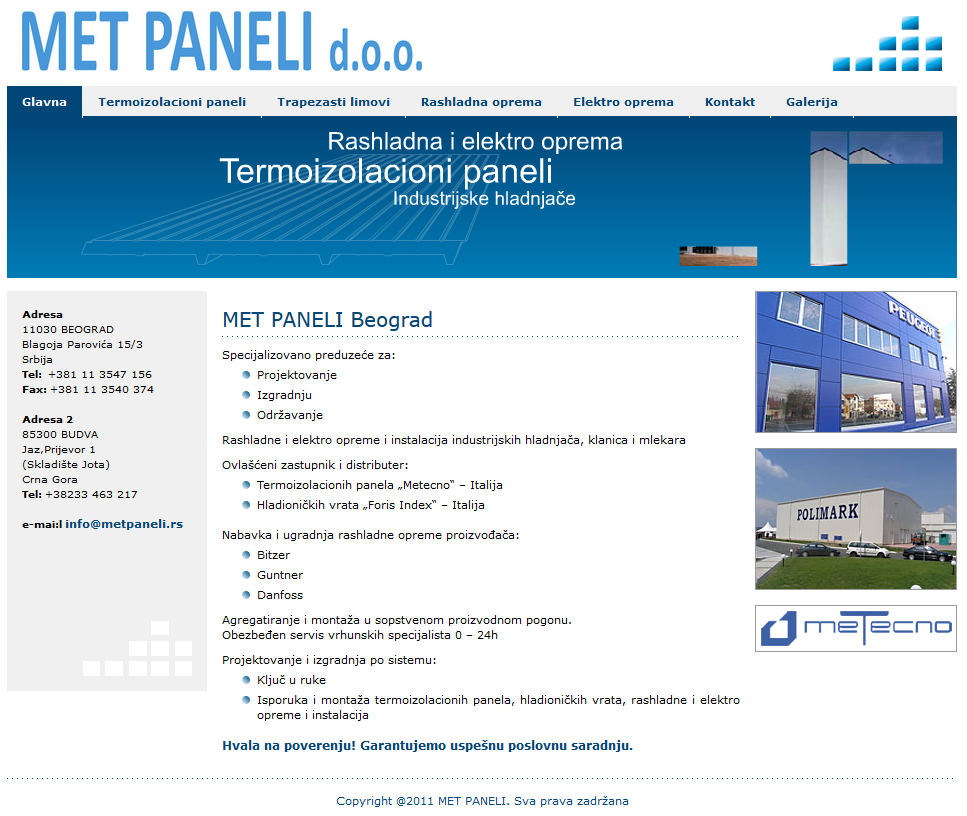 MET PANELI d.o.o.
Glavna Termoizolacioni paneli Trapezasti limovi Rashladna oprema Elektro oprema Kontakt Galerija
Rashladna i elektro oprema
Termoizolacioni paneli
Industrijske hladnjače
Adresa
11030 BEOGRAD
Blagoja Parovića 15/3
Srbija
Tel: +381 11 3547 156
Fax: +381 11 3540 374
Adresa 2
85300 BUDVA
Jaz,Prijevor 1
(Skladište Jota)
Crna Gora
Tel: +38233 463 217
e-mai:l info@metpaneli.rs
MET PANELI Beograd
Specijalizovano preduzeće za:
Projektovanje
Izgradnju
Održavanje
Rashladne i elektro opreme i instalacija industrijskih hladnjača, klanica i mlekara
Ovlašćeni zastupnik i distributer:
Termoizolacionih panela „Metecno“ – Italija
Hladioničkih vrata „Foris Index“ – Italija
Nabavka i ugradnja rashladne opreme proizvođača:
Bitzer
Guntner
Danfoss
Agregatiranje i montaža u sopstvenom proizvodnom pogonu.
Obezbeđen servis vrhunskih specijalista 0 – 24h
Projektovanje i izgradnja po sistemu:
Ključ u ruke
Isporuka i montaža termoizolacionih panela, hladioničkih vrata, rashladne i elektro
opreme i instalacija
Hvala na poverenju! Garantujemo uspešnu poslovnu saradnju.
PEUGEOT
POLIMARK
meTecno
Copyright @2011 MET PANELI. Sva prava zadržana